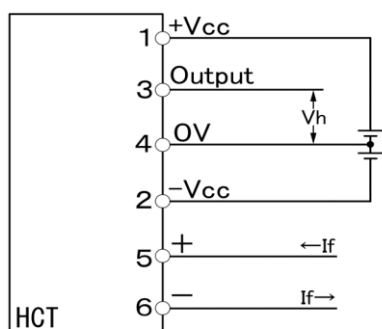 1 +Vcc
3 Output
Vh
4 0V
2 -Vcc
5 + ←If
6 - If→
HCT